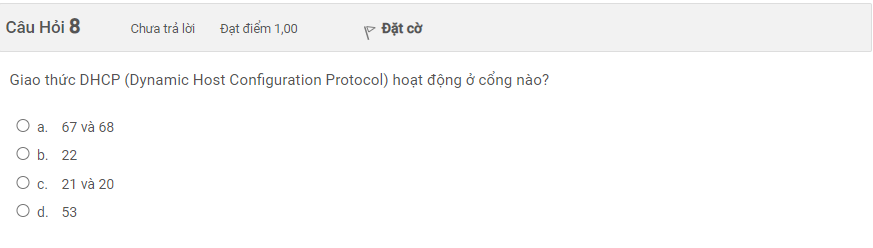 Câu Hỏi 8 Chưa trả lời Đạt điểm 1,00 Đặt cờ
Giao thức DHCP (Dynamic Host Configuration Protocol) hoạt động ở cổng nào?
a. 67 và 68
b. 22
c. 21 và 20
d. 53